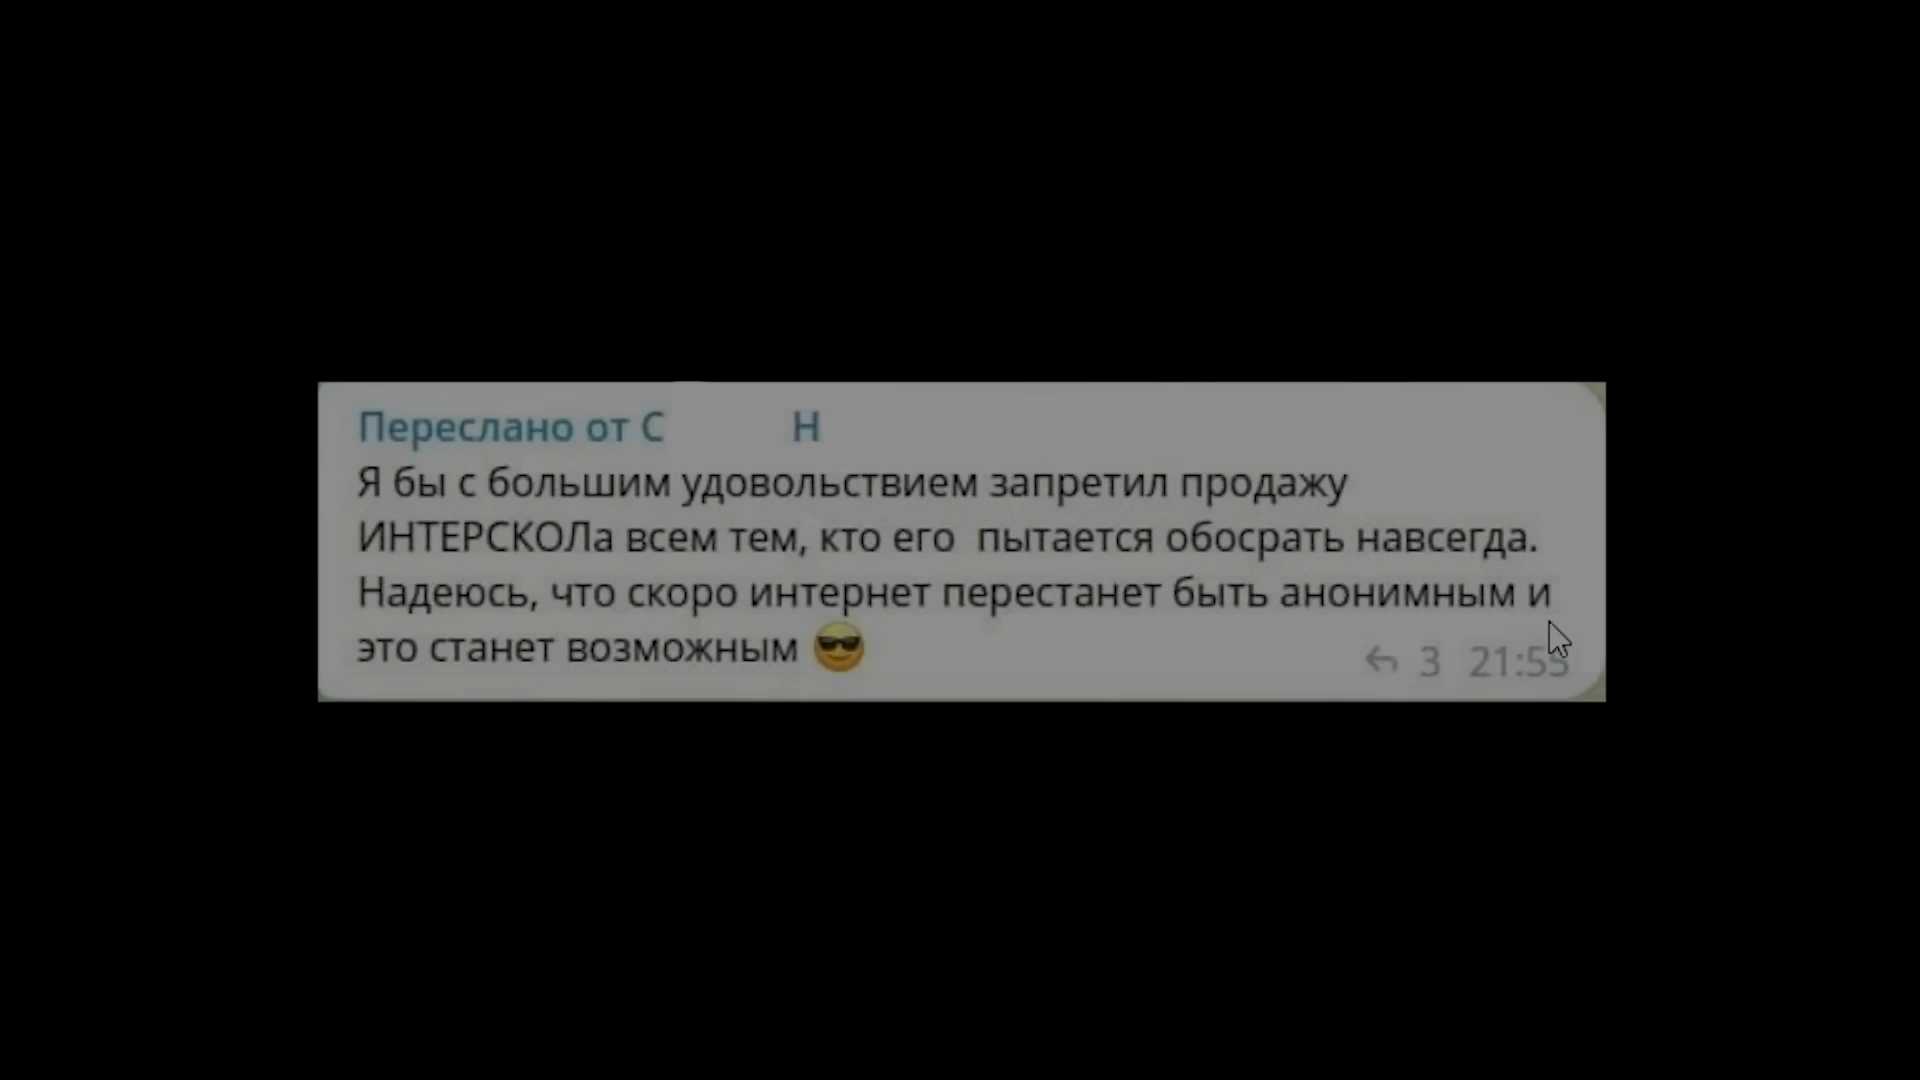 Переслано от С Н
Я бы с большим удовольствием запретил продажу
ИНТЕРСКОЛа всем тем, кто его  пытается обосрать навсегда.
Надеюсь, что скоро интернет перестанет быть анонимным и
это станет возможным 😎
3 21:55